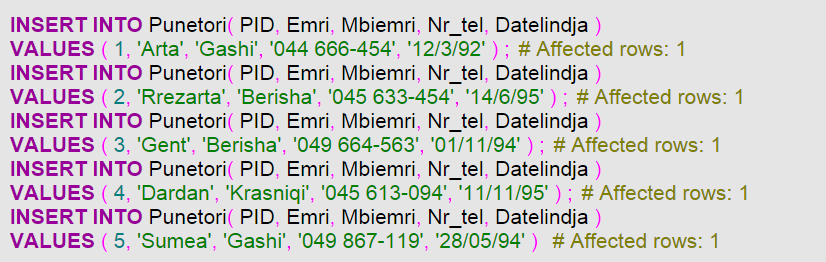 INSERT INTO Punetori( PID, Emri, Mbiemri, Nr_tel, Datelindja )
VALUES ( 1, 'Arta', 'Gashi', '044 666-454', '12/3/92' ) ; # Affected rows: 1
INSERT INTO Punetori( PID, Emri, Mbiemri, Nr_tel, Datelindja )
VALUES ( 2, 'Rrezarta', 'Berisha', '045 633-454', '14/6/95' ) ; # Affected rows: 1
INSERT INTO Punetori( PID, Emri, Mbiemri, Nr_tel, Datelindja )
VALUES ( 3, 'Gent', 'Berisha', '049 664-563', '01/11/94' ) ; # Affected rows: 1
INSERT INTO Punetori( PID, Emri, Mbiemri, Nr_tel, Datelindja )
VALUES ( 4, 'Dardan', 'Krasniqi', '045 613-094', '11/11/95' ) ; # Affected rows: 1
INSERT INTO Punetori( PID, Emri, Mbiemri, Nr_tel, Datelindja )
VALUES ( 5, 'Sumea', 'Gashi', '049 867-119', '28/05/94' ) # Affected rows: 1